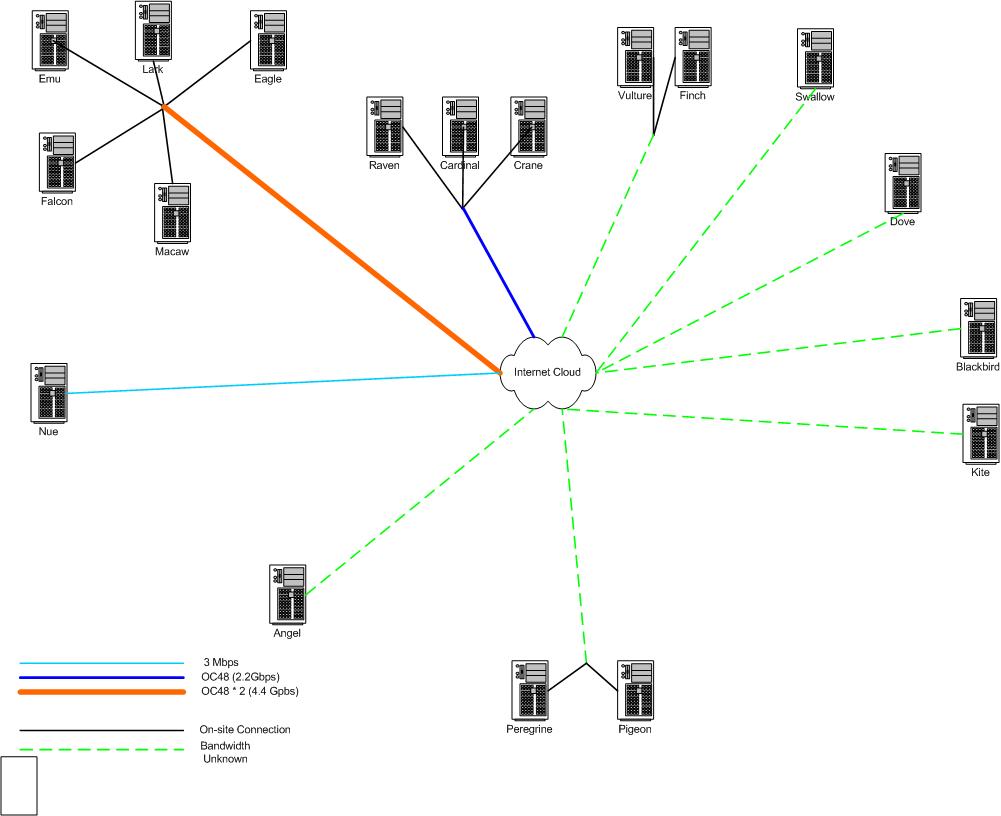 Emu
Lark
Eagle
Vulture
Finch
Swallow
Raven
Cardinal
Crane
Falcon
Macaw
Dove
Internet Cloud
Blackbird
Nue
Kite
Angel
Peregrine
Pigeon
3 Mbps
OC48 (2.2Gbps)
OC48 * 2 (4.4 Gpbs)
On-site Connection
Bandwidth
Unknown